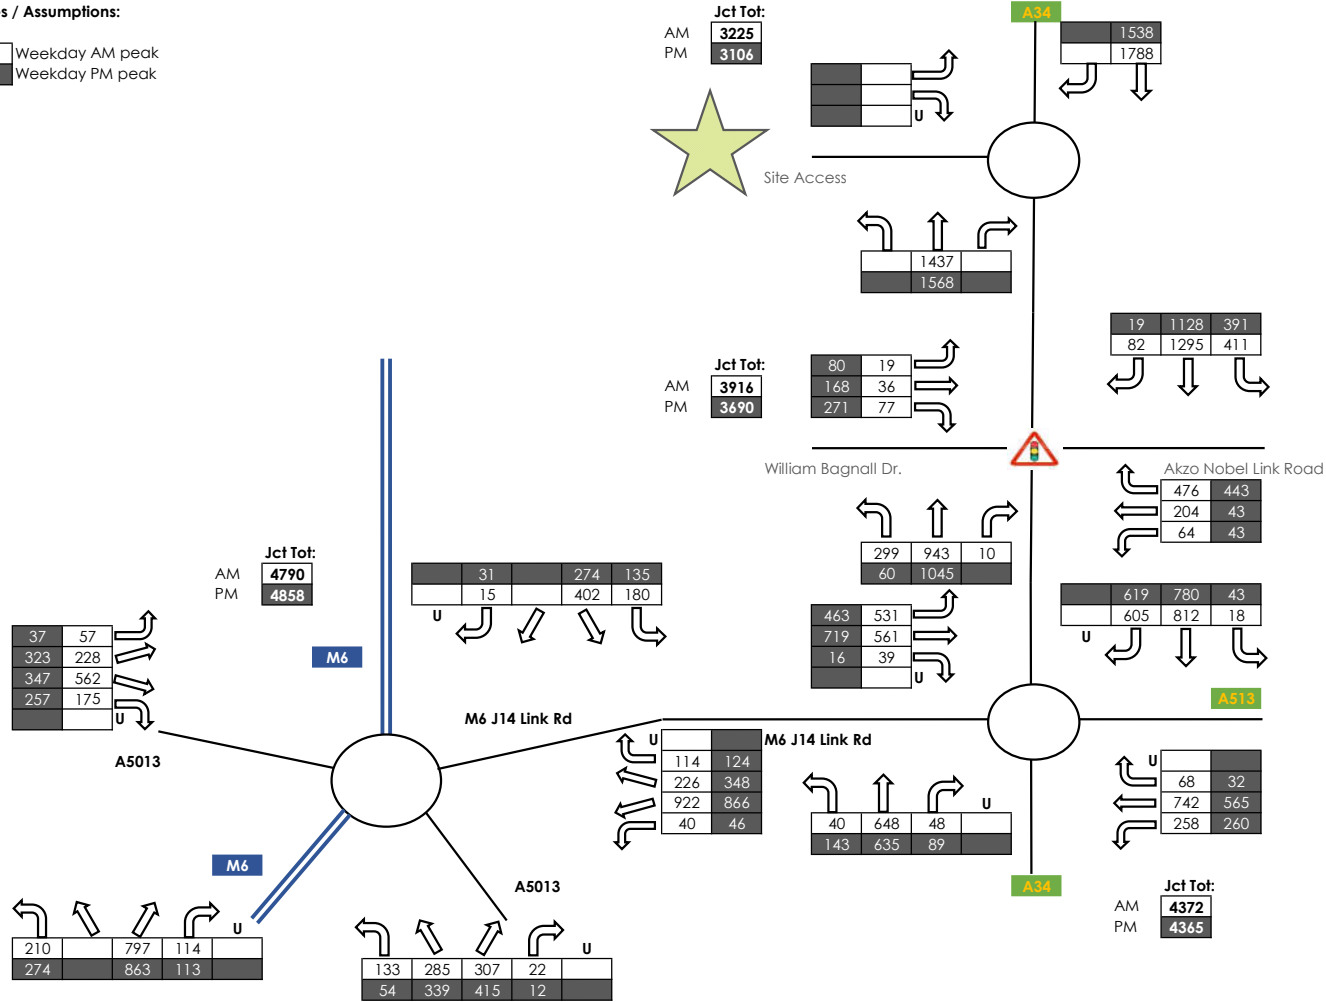 s / Assumptions:
Weekday AM peak
Weekday PM peak
Jct Tot:
AM 3225
PM 3106
A34
1538
1788
U
Site Access
1437
1568
19 1128 391
82 1295 411
Jct Tot:
AM 3916
PM 3690
80 19
168 36
271 77
William Bagnall Dr.
Akzo Nobel Link Road
476 443
204 43
64 43
299 943 10
60 1045
Jct Tot:
AM 4790
PM 4858
31 274 135
15 402 180
U
463 531
719 561
16 39
U
619 780 43
605 812 18
U
37 57
323 228
347 562
257 175
U
M6
A513
M6 J14 Link Rd
A5013
U
M6 J14 Link Rd
114 124
226 348
922 866
40 46
U
40 648 48
143 635 89
U
68 32
742 565
258 260
M6
A5013
A34
Jct Tot:
AM 4372
PM 4365
U
210 797 114
274 863 113
U
133 285 307 22
54 339 415 12